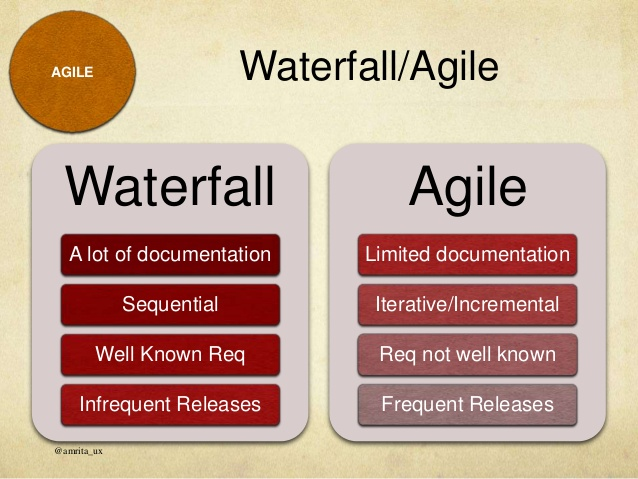 AGILE
Waterfall/Agile
Waterfall
A lot of documentation
Sequential
Well Known Req
Infrequent Releases
Agile
Limited documentation
Iterative/Incremental
Req not well known
Frequent Releases
@amrita_ux